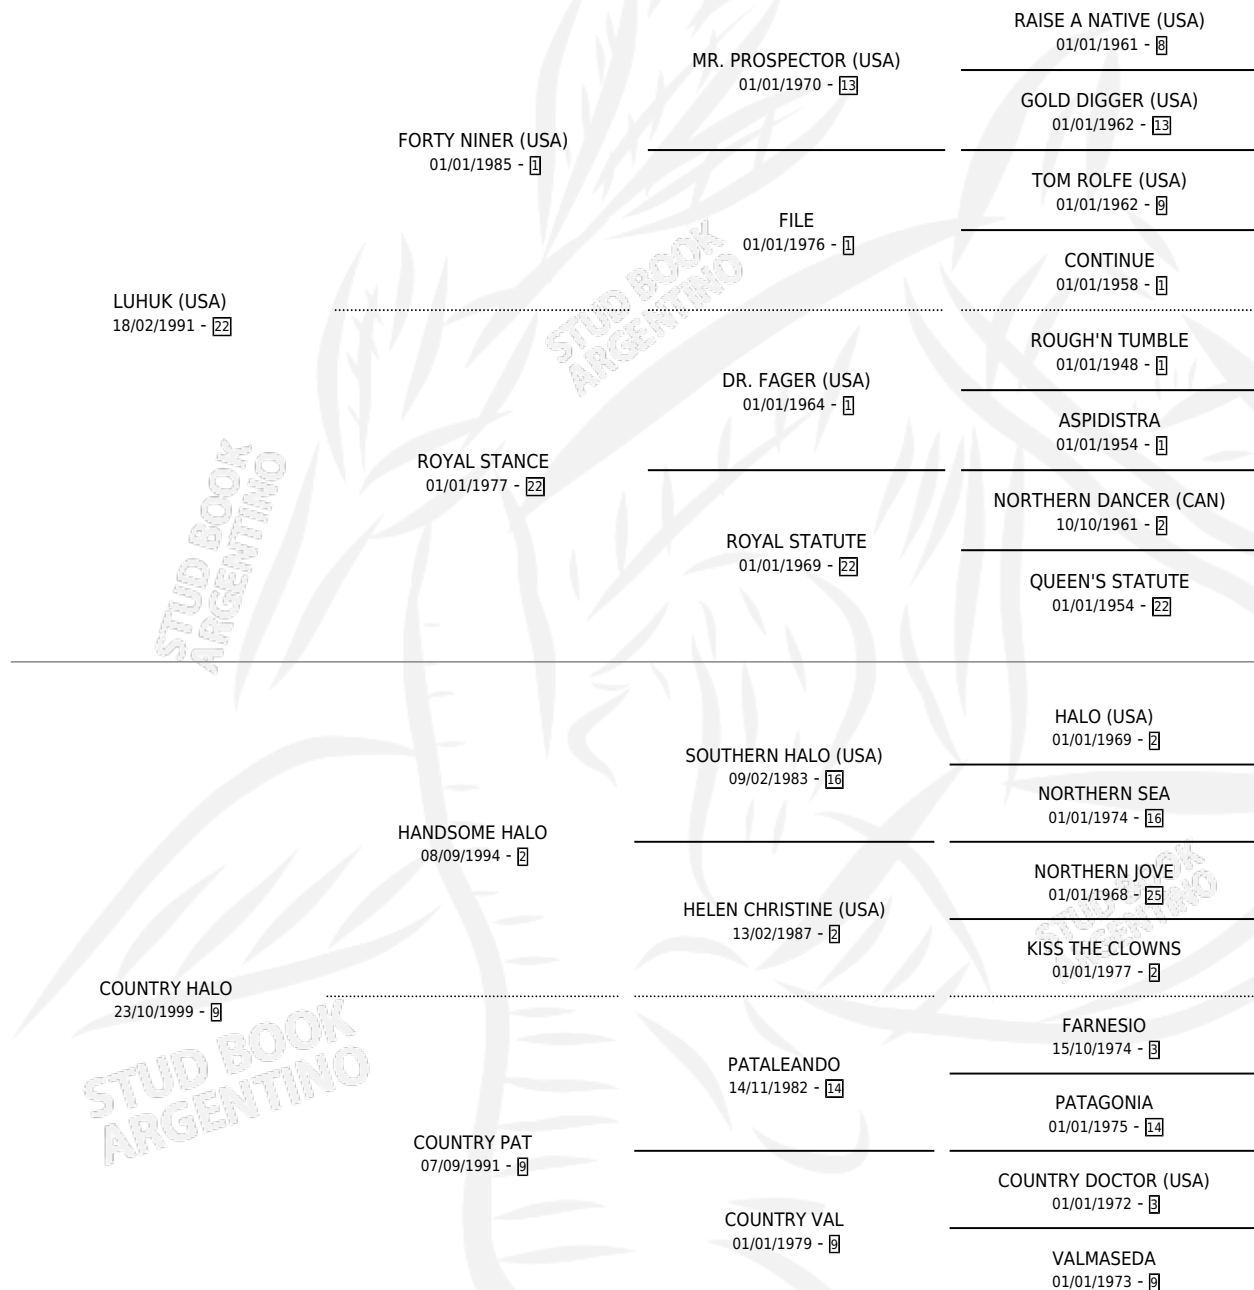 RAISE A NATIVE (USA)
01/01/1961 - 8
MR. PROSPECTOR (USA)
01/01/1970 - 13
GOLD DIGGER (USA)
01/01/1962 - 13
FORTY NINER (USA)
01/01/1985 - 1
TOM ROLFE (USA)
01/01/1962 - 9
FILE
01/01/1976 - 1
CONTINUE
01/01/1958 - 1
LUHUK (USA)
18/02/1991 - 22
ROUGH'N TUMBLE
01/01/1948 - 1
DR. FAGER (USA)
01/01/1964 - 1
ASPIDISTRA
01/01/1954 - 1
ROYAL STANCE
01/01/1977 - 22
NORTHERN DANCER (CAN)
10/10/1961 - 2
ROYAL STATUTE
01/01/1969 - 22
QUEEN'S STATUTE
01/01/1954 - 22
HALO (USA)
01/01/1969 - 2
SOUTHERN HALO (USA)
09/02/1983 - 16
NORTHERN SEA
01/01/1974 - 16
HANDSOME HALO
08/09/1994 - 2
NORTHERN JOVE
01/01/1968 - 25
HELEN CHRISTINE (USA)
13/02/1987 - 2
KISS THE CLOWNS
01/01/1977 - 2
COUNTRY HALO
23/10/1999 - 9
FARNESIO
15/10/1974 - 3
PATALEANDO
14/11/1982 - 14
PATAGONIA
01/01/1975 - 14
COUNTRY PAT
07/09/1991 - 9
COUNTRY DOCTOR (USA)
01/01/1972 - 3
COUNTRY VAL
01/01/1979 - 9
VALMASEDA
01/01/1973 - 9
STUD BOOK
ARGENTINO
STUD BOOK
ARGENTINO
STUD BOOK
ARGENTINO
STUD BOOK
ARGENTINO